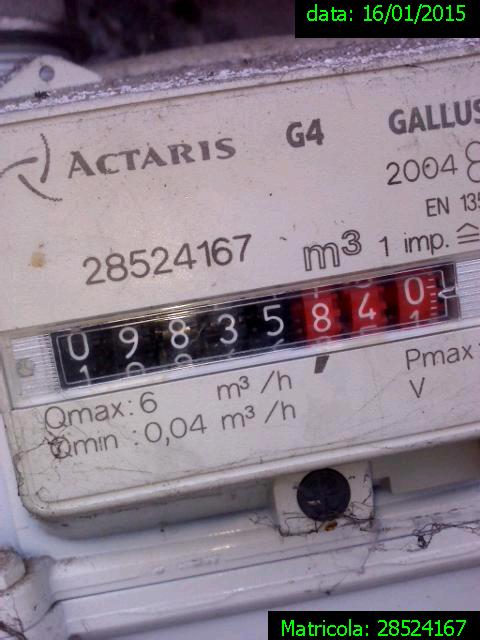 data: 16/01/2015
ACTARIS G4 GALLUS
2004
EN 135
28524167 m³ 1 imp. ≙
09835840
Qmax: 6 m³/h Pmax
Qmin : 0,04 m³/h V
Matricola: 28524167